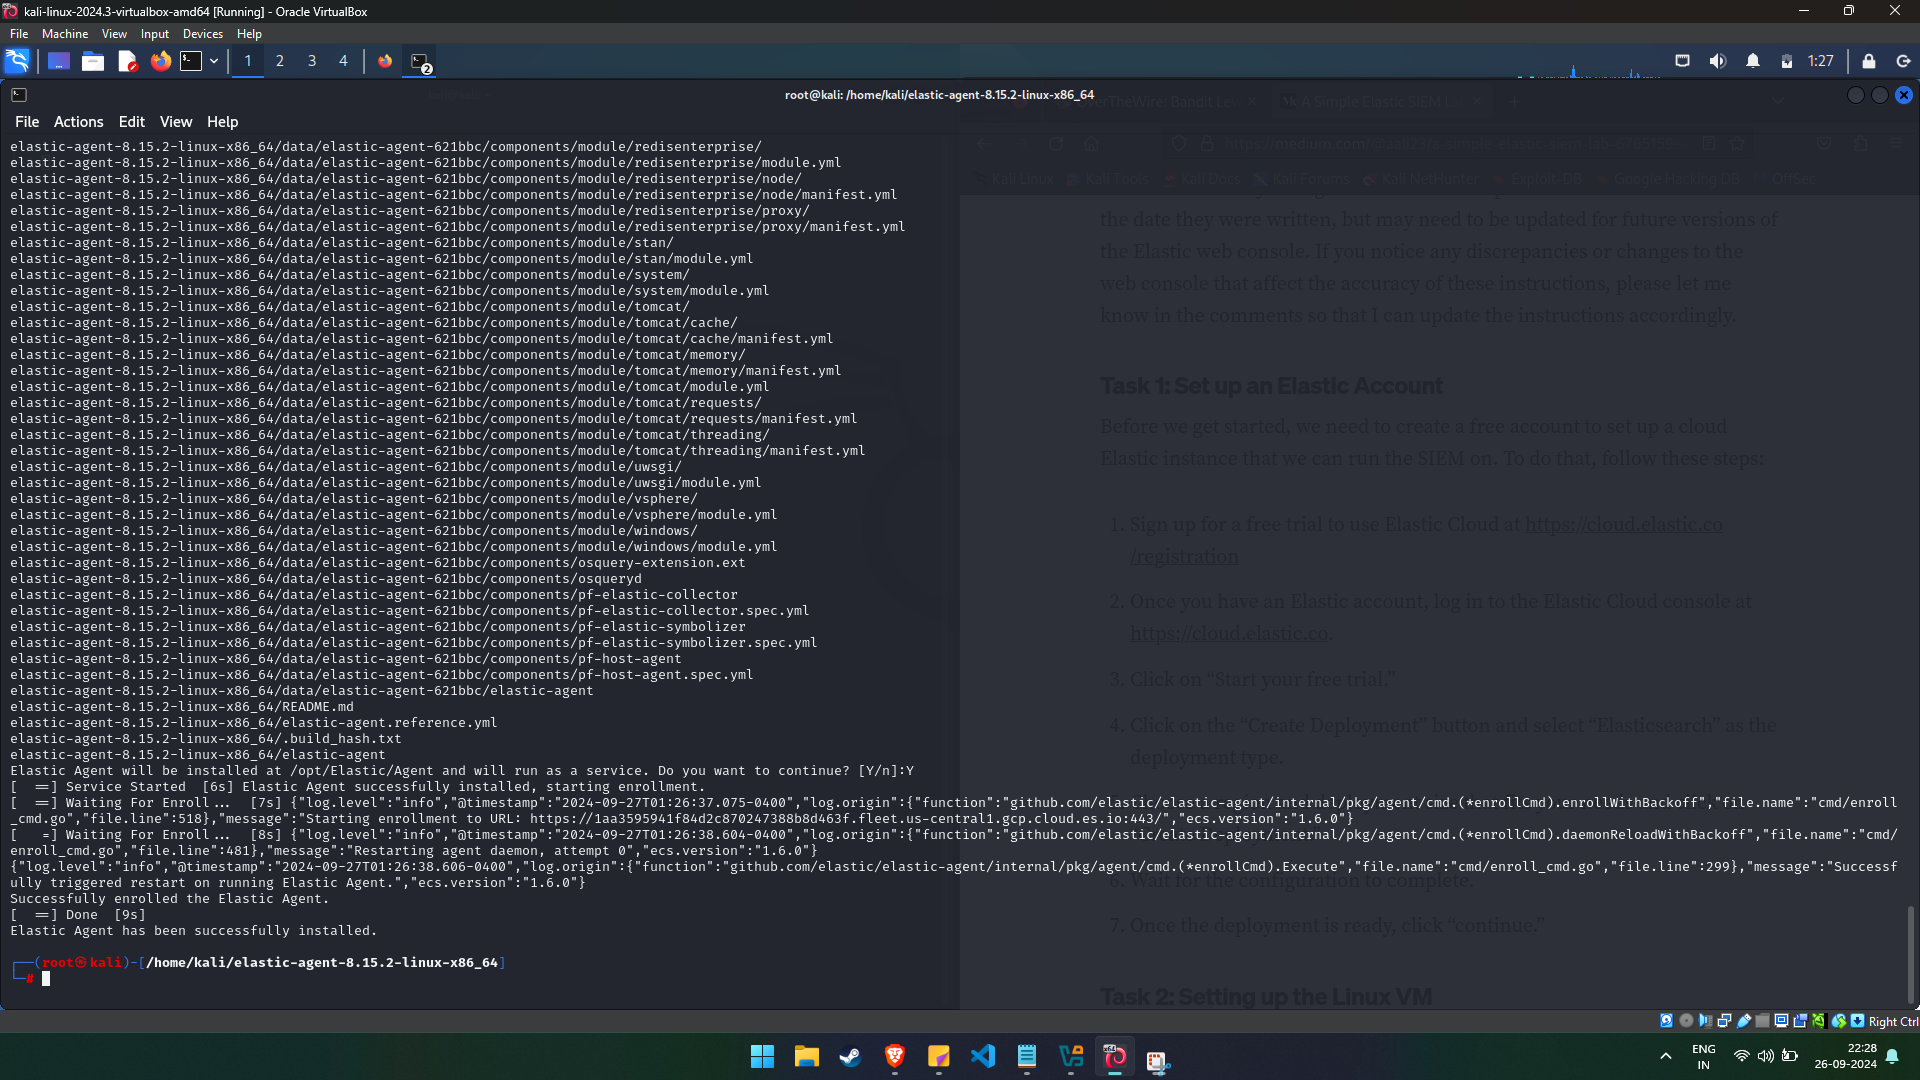 kali-linux-2024.3-virtualbox-amd64 [Running] - Oracle VirtualBox
File Machine View Input Devices Help
1 2 3 4
2
1:27
root@kali: /home/kali/elastic-agent-8.15.2-linux-x86_64
OverTheWire: Bandit
A Simple Elastic SIEM
File Actions Edit View Help
Kali Linux Kali Tools Kali Docs Kali Forums Kali NetHunter Exploit-DB Google Hacking DB OffSec
elastic-agent-8.15.2-linux-x86_64/data/elastic-agent-621bbc/components/module/redisenterprise/
elastic-agent-8.15.2-linux-x86_64/data/elastic-agent-621bbc/components/module/redisenterprise/module.yml
elastic-agent-8.15.2-linux-x86_64/data/elastic-agent-621bbc/components/module/redisenterprise/node/
elastic-agent-8.15.2-linux-x86_64/data/elastic-agent-621bbc/components/module/redisenterprise/node/manifest.yml
elastic-agent-8.15.2-linux-x86_64/data/elastic-agent-621bbc/components/module/redisenterprise/proxy/
elastic-agent-8.15.2-linux-x86_64/data/elastic-agent-621bbc/components/module/redisenterprise/proxy/manifest.yml
elastic-agent-8.15.2-linux-x86_64/data/elastic-agent-621bbc/components/module/stan/
elastic-agent-8.15.2-linux-x86_64/data/elastic-agent-621bbc/components/module/stan/module.yml
elastic-agent-8.15.2-linux-x86_64/data/elastic-agent-621bbc/components/module/system/
elastic-agent-8.15.2-linux-x86_64/data/elastic-agent-621bbc/components/module/system/module.yml
elastic-agent-8.15.2-linux-x86_64/data/elastic-agent-621bbc/components/module/tomcat/
elastic-agent-8.15.2-linux-x86_64/data/elastic-agent-621bbc/components/module/tomcat/cache/
elastic-agent-8.15.2-linux-x86_64/data/elastic-agent-621bbc/components/module/tomcat/cache/manifest.yml
elastic-agent-8.15.2-linux-x86_64/data/elastic-agent-621bbc/components/module/tomcat/memory/
elastic-agent-8.15.2-linux-x86_64/data/elastic-agent-621bbc/components/module/tomcat/memory/manifest.yml
elastic-agent-8.15.2-linux-x86_64/data/elastic-agent-621bbc/components/module/tomcat/module.yml
elastic-agent-8.15.2-linux-x86_64/data/elastic-agent-621bbc/components/module/tomcat/requests/
elastic-agent-8.15.2-linux-x86_64/data/elastic-agent-621bbc/components/module/tomcat/requests/manifest.yml
elastic-agent-8.15.2-linux-x86_64/data/elastic-agent-621bbc/components/module/tomcat/threading/
elastic-agent-8.15.2-linux-x86_64/data/elastic-agent-621bbc/components/module/tomcat/threading/manifest.yml
elastic-agent-8.15.2-linux-x86_64/data/elastic-agent-621bbc/components/module/uwsgi/
elastic-agent-8.15.2-linux-x86_64/data/elastic-agent-621bbc/components/module/uwsgi/module.yml
elastic-agent-8.15.2-linux-x86_64/data/elastic-agent-621bbc/components/module/vsphere/
elastic-agent-8.15.2-linux-x86_64/data/elastic-agent-621bbc/components/module/vsphere/module.yml
elastic-agent-8.15.2-linux-x86_64/data/elastic-agent-621bbc/components/module/windows/
elastic-agent-8.15.2-linux-x86_64/data/elastic-agent-621bbc/components/module/windows/module.yml
elastic-agent-8.15.2-linux-x86_64/data/elastic-agent-621bbc/components/osquery-extension.ext
elastic-agent-8.15.2-linux-x86_64/data/elastic-agent-621bbc/components/osqueryd
elastic-agent-8.15.2-linux-x86_64/data/elastic-agent-621bbc/components/pf-elastic-collector
elastic-agent-8.15.2-linux-x86_64/data/elastic-agent-621bbc/components/pf-elastic-collector.spec.yml
elastic-agent-8.15.2-linux-x86_64/data/elastic-agent-621bbc/components/pf-elastic-symbolizer
elastic-agent-8.15.2-linux-x86_64/data/elastic-agent-621bbc/components/pf-elastic-symbolizer.spec.yml
elastic-agent-8.15.2-linux-x86_64/data/elastic-agent-621bbc/components/pf-host-agent
elastic-agent-8.15.2-linux-x86_64/data/elastic-agent-621bbc/components/pf-host-agent.spec.yml
elastic-agent-8.15.2-linux-x86_64/data/elastic-agent-621bbc/elastic-agent
elastic-agent-8.15.2-linux-x86_64/README.md
elastic-agent-8.15.2-linux-x86_64/elastic-agent.reference.yml
elastic-agent-8.15.2-linux-x86_64/.build_hash.txt
elastic-agent-8.15.2-linux-x86_64/elastic-agent
Elastic Agent will be installed at /opt/Elastic/Agent and will run as a service. Do you want to continue? [Y/n]:Y
[  ==] Service Started  [6s] Elastic Agent successfully installed, starting enrollment.
[  ==] Waiting For Enroll...  [7s] {"log.level":"info","@timestamp":"2024-09-27T01:26:37.075-0400","log.origin":{"function":"github.com/elastic/elastic-agent/internal/pkg/agent/cmd.(*enrollCmd).enrollWithBackoff","file.name":"cmd/enroll
_cmd.go","file.line":518},"message":"Starting enrollment to URL: https://1aa3595941f84d2c870247388b8d463f.fleet.us-central1.gcp.cloud.es.io:443/","ecs.version":"1.6.0"}
[   =] Waiting For Enroll...  [8s] {"log.level":"info","@timestamp":"2024-09-27T01:26:38.604-0400","log.origin":{"function":"github.com/elastic/elastic-agent/internal/pkg/agent/cmd.(*enrollCmd).daemonReloadWithBackoff","file.name":"cmd/
enroll_cmd.go","file.line":481},"message":"Restarting agent daemon, attempt 0","ecs.version":"1.6.0"}
{"log.level":"info","@timestamp":"2024-09-27T01:26:38.606-0400","log.origin":{"function":"github.com/elastic/elastic-agent/internal/pkg/agent/cmd.(*enrollCmd).Execute","file.name":"cmd/enroll_cmd.go","file.line":299},"message":"Successf
ully triggered restart on running Elastic Agent.","ecs.version":"1.6.0"}
Successfully enrolled the Elastic Agent.
[  ==] Done  [9s]
Elastic Agent has been successfully installed.
(root㉿kali)-[/home/kali/elastic-agent-8.15.2-linux-x86_64]
#
the date they were written, but may need to be updated for future versions of
the Elastic web console. If you notice any discrepancies or changes to the
web console that affect the accuracy of these instructions, please let me
know in the comments so that I can update the instructions accordingly.
Task 1: Set up an Elastic Account
Before we get started, we need to create a free account to set up a cloud
Elastic instance that we can run the SIEM on. To do that, follow these steps:
1. Sign up for a free trial to use Elastic Cloud at https://cloud.elastic.co
/registration
2. Once you have an Elastic account, log in to the Elastic Cloud console at
https://cloud.elastic.co.
3. Click on “Start your free trial.”
4. Click on the “Create Deployment” button and select “Elasticsearch” as the
deployment type.
6. Wait for the configuration to complete.
7. Once the deployment is ready, click “continue.”
Task 2: Setting up the Linux VM
Right Ctrl
ENG
IN
22:28
26-09-2024